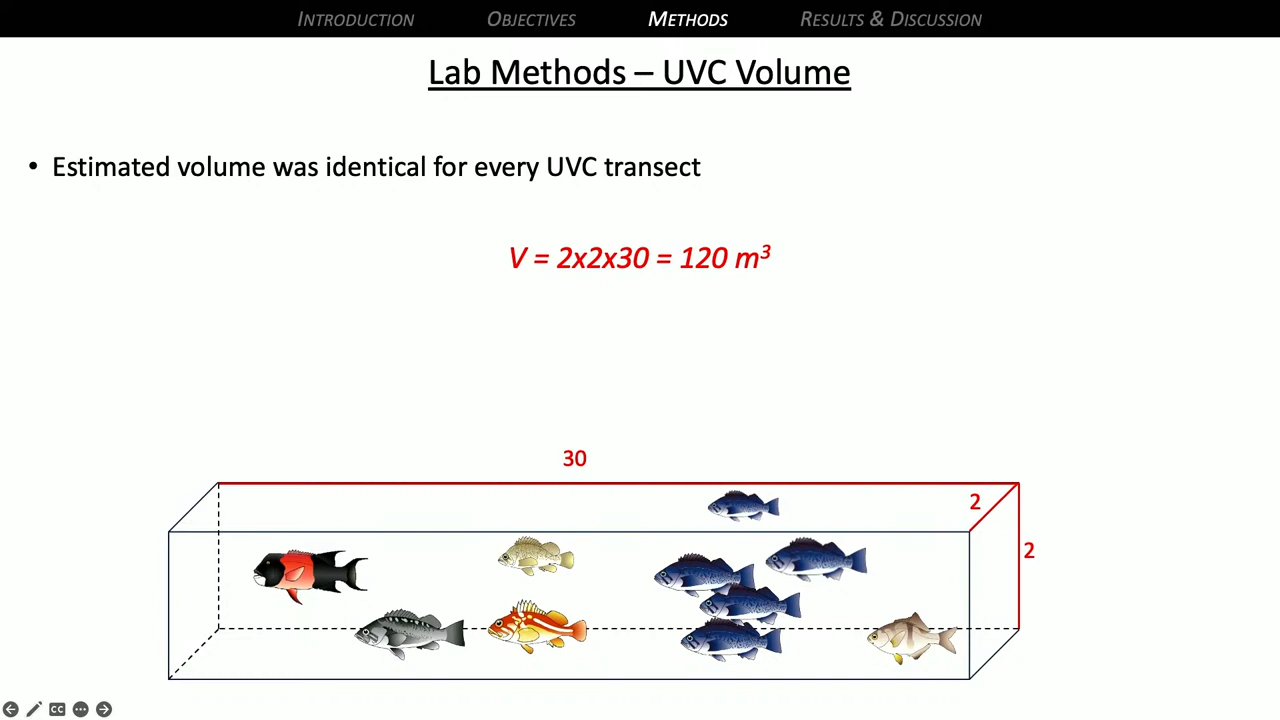 INTRODUCTION OBJECTIVES METHODS RESULTS & DISCUSSION
Lab Methods – UVC Volume
• Estimated volume was identical for every UVC transect
V = 2x2x30 = 120 m³
30
2
2
CC